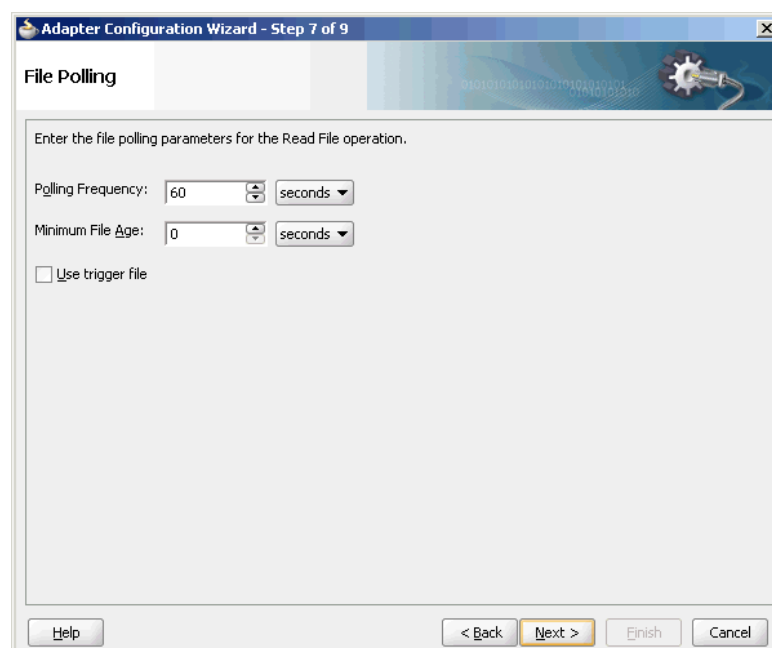 Adapter Configuration Wizard - Step 7 of 9
File Polling
Enter the file polling parameters for the Read File operation.
Polling Frequency: 60 seconds
Minimum File Age: 0 seconds
Use trigger file
Help < Back Next > Finish Cancel